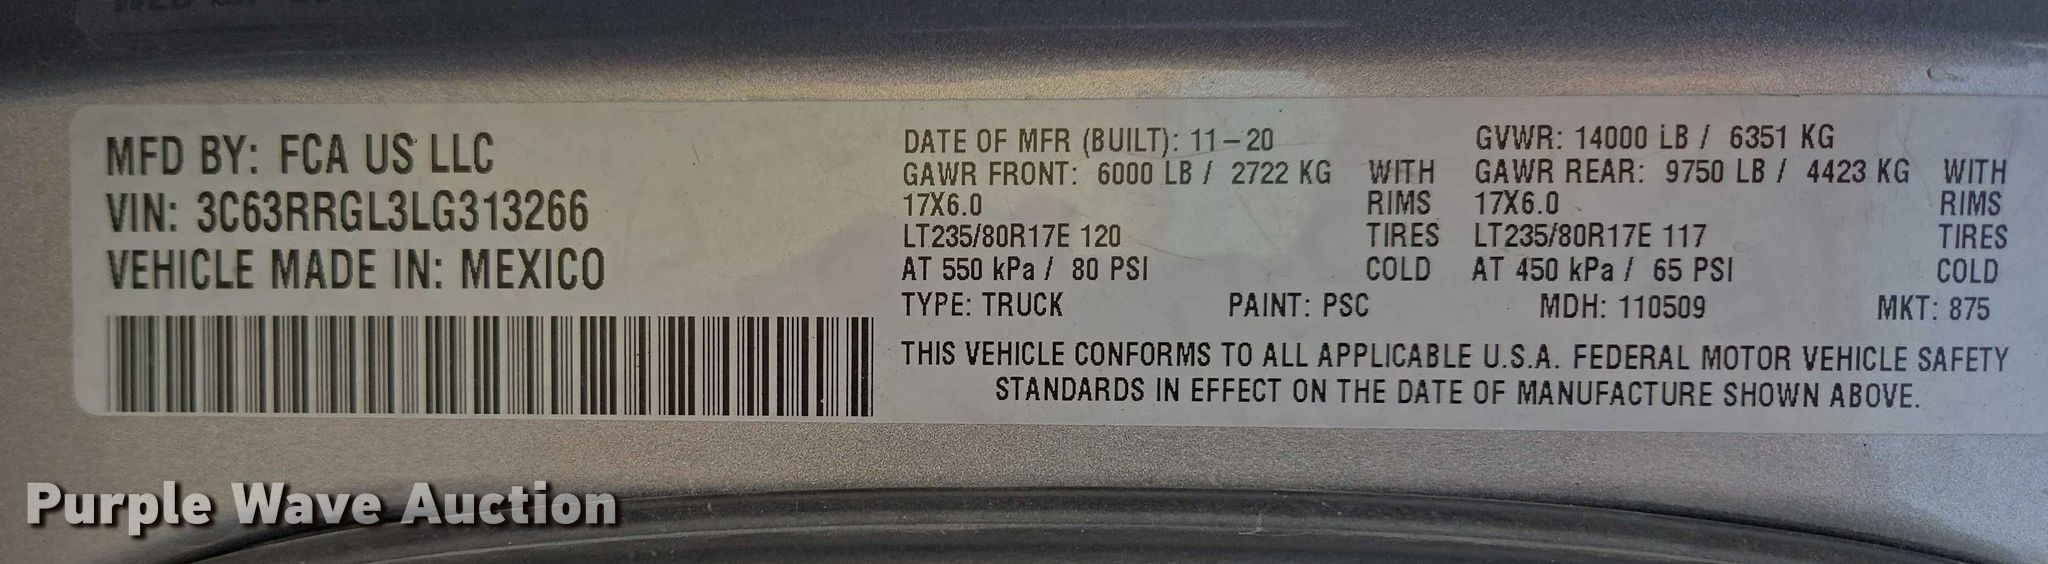 MFD BY: FCA US LLC
VIN: 3C63RRGL3LG313266
VEHICLE MADE IN: MEXICO
DATE OF MFR (BUILT): 11-20 GVWR: 14000 LB / 6351 KG
GAWR FRONT: 6000 LB / 2722 KG WITH GAWR REAR: 9750 LB / 4423 KG WITH
17X6.0 RIMS 17X6.0 RIMS
LT235/80R17E 120 TIRES LT235/80R17E 117 TIRES
AT 550 kPa / 80 PSI COLD AT 450 kPa / 65 PSI COLD
TYPE: TRUCK PAINT: PSC MDH: 110509 MKT: 875
THIS VEHICLE CONFORMS TO ALL APPLICABLE U.S.A. FEDERAL MOTOR VEHICLE SAFETY
STANDARDS IN EFFECT ON THE DATE OF MANUFACTURE SHOWN ABOVE.
Purple Wave Auction